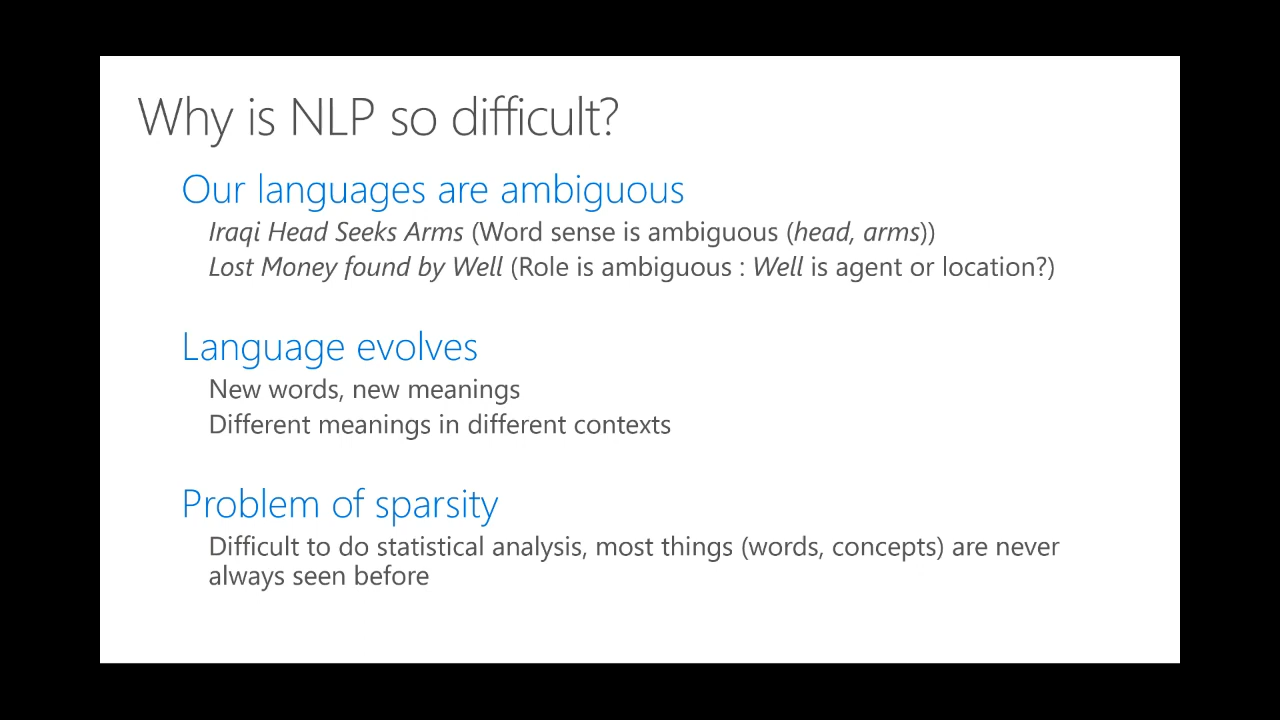 Why is NLP so difficult?
Our languages are ambiguous
Iraqi Head Seeks Arms (Word sense is ambiguous (head, arms))
Lost Money found by Well (Role is ambiguous : Well is agent or location?)
Language evolves
New words, new meanings
Different meanings in different contexts
Problem of sparsity
Difficult to do statistical analysis, most things (words, concepts) are never
always seen before